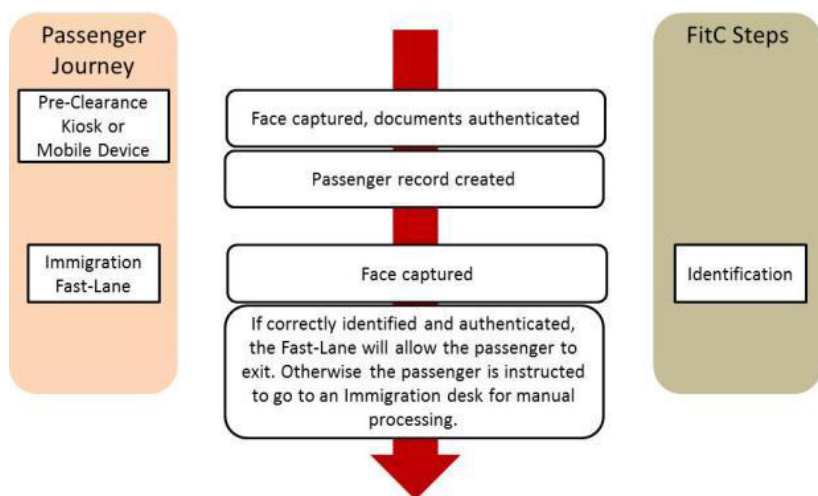 Passenger
Journey
FitC Steps
Pre-Clearance
Kiosk or
Mobile Device
Face captured, documents authenticated
Passenger record created
Immigration
Fast-Lane
Face captured
Identification
If correctly identified and authenticated,
the Fast-Lane will allow the passenger to
exit. Otherwise the passenger is instructed
to go to an Immigration desk for manual
processing.